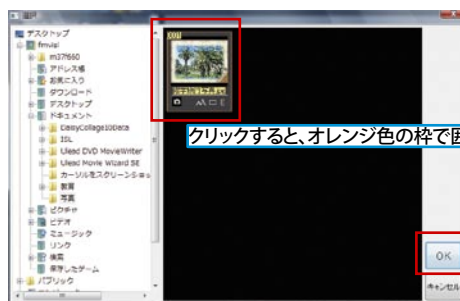 デスクトップ
fmvisl
m37f660
アドレス帳
お気に入り
ダウンロード
デスクトップ
ドキュメント
DaisyCollage10Data
ISL
Ulead DVD MovieWriter
Ulead Movie Wizard SE
カーソルをスクリーンショッ
教育
写真
ピクチャ
ビデオ
ミュージック
リンク
検索
保存したゲーム
パブリック
001
クリックすると、オレンジ色の枠で囲
OK
キャンセル